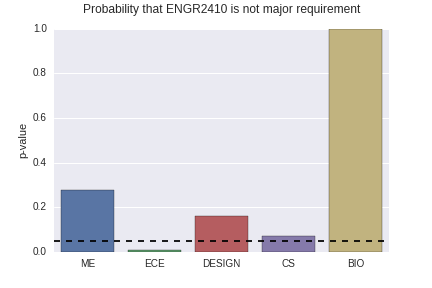 Probability that ENGR2410 is not major requirement
1.0
0.8
0.6
0.4
0.2
0.0
p-value
ME ECE DESIGN CS BIO